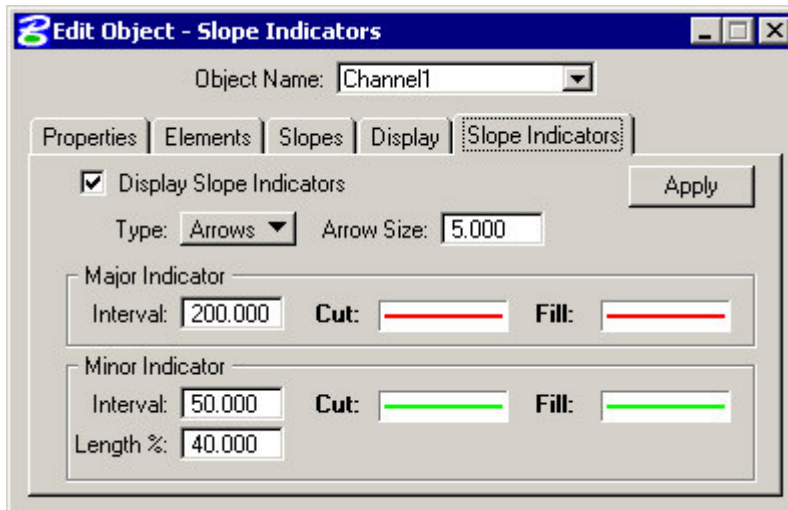 Edit Object - Slope Indicators
Object Name: Channel1
Properties Elements Slopes Display Slope Indicators
Display Slope Indicators Apply
Type: Arrows Arrow Size: 5.000
Major Indicator
Interval: 200.000 Cut: Fill:
Minor Indicator
Interval: 50.000 Cut: Fill:
Length %: 40.000